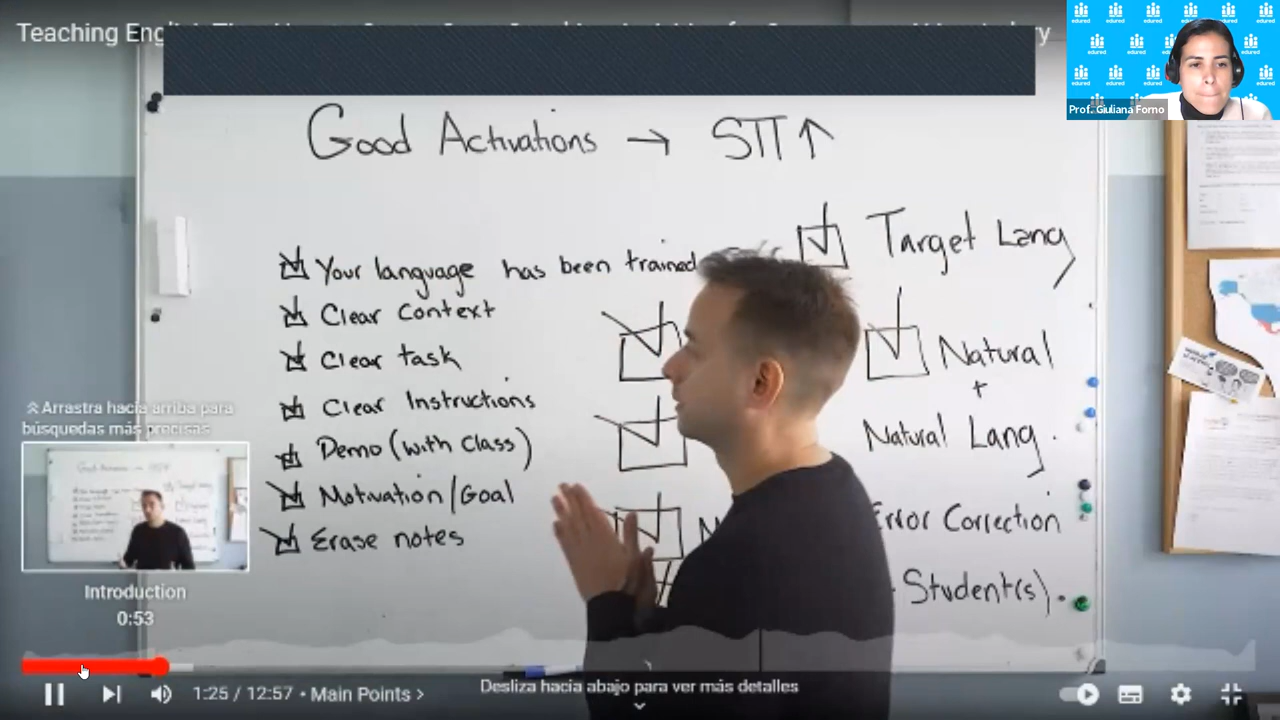 Teaching Eng
y
edured
Prof. Giuliana Forno
Good Activations → STT ↑
Your language has been trained
Target Lang
Clear Context
Clear task
Natural
+
Clear Instructions
Natural Lang.
Demo (with Class)
Motivation/Goal
Error Correction
Erase notes
Student(s).
Arrastra hacia arriba para
búsquedas más precisas
Introduction
0:53
1:25 / 12:57 • Main Points >
Desliza hacia abajo para ver más detalles